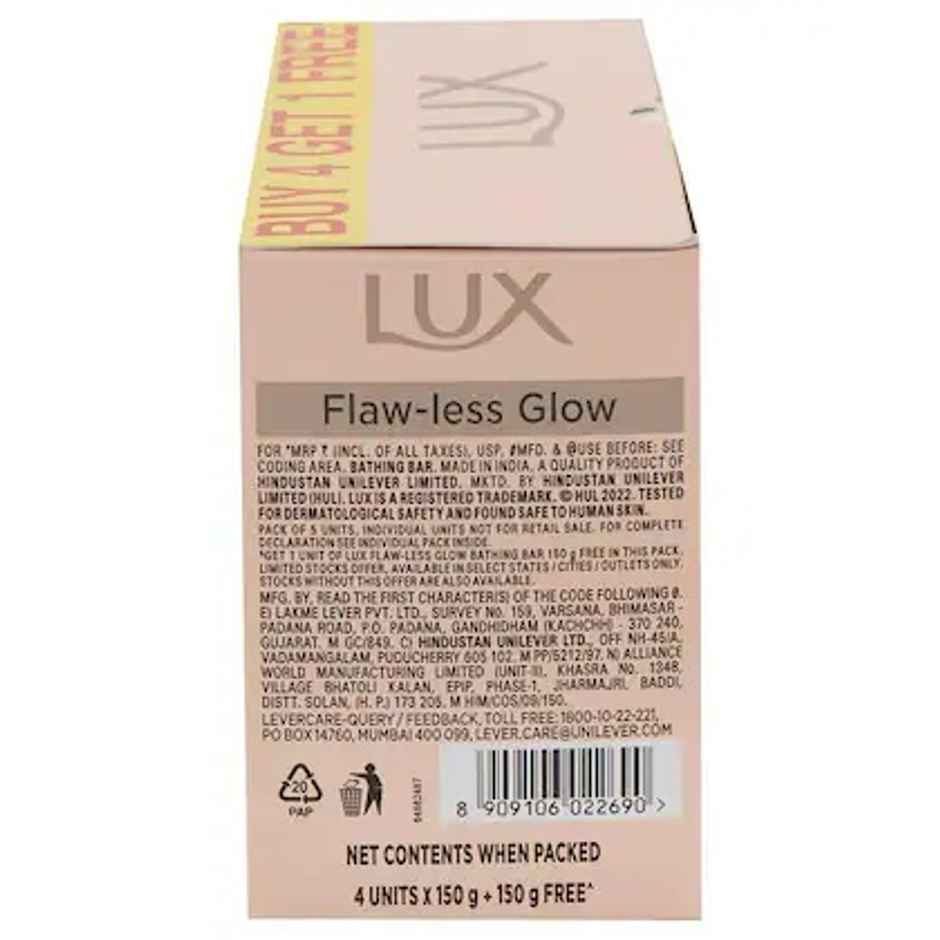 BUY 4 GET 1 FREE
LUX
LUX
Flaw-less Glow
FOR *MRP ₹ (INCL. OF ALL TAXES), USP, #MFD. & @USE BEFORE: SEE
CODING AREA. BATHING BAR. MADE IN INDIA, A QUALITY PRODUCT OF
HINDUSTAN UNILEVER LIMITED. MKTD. BY HINDUSTAN UNILEVER
LIMITED (HUL). LUX IS A REGISTERED TRADEMARK. © HUL 2022. TESTED
FOR DERMATOLOGICAL SAFETY AND FOUND SAFE TO HUMAN SKIN.
PACK OF 5 UNITS, INDIVIDUAL UNITS NOT FOR RETAIL SALE. FOR COMPLETE
DECLARATION SEE INDIVIDUAL PACK INSIDE.
^GET 1 UNIT OF LUX FLAW-LESS GLOW BATHING BAR 150 g FREE IN THIS PACK.
LIMITED STOCKS OFFER, AVAILABLE IN SELECT STATES / CITIES / OUTLETS ONLY.
STOCKS WITHOUT THIS OFFER ARE ALSO AVAILABLE.
MFG. BY, READ THE FIRST CHARACTER(S) OF THE CODE FOLLOWING Ø.
E) LAKME LEVER PVT. LTD., SURVEY No. 159, VARSANA, BHIMASAR -
PADANA ROAD, P.O. PADANA, GANDHIDHAM (KACHCHH) - 370 240,
GUJARAT. M GC/849. C) HINDUSTAN UNILEVER LTD., OFF NH-45/A,
VADAMANGALAM, PUDUCHERRY 605 102. M PP/5212/97. N) ALLIANCE
WORLD MANUFACTURING LIMITED (UNIT-II), KHASRA No. 1348,
VILLAGE BHATOLI KALAN, EPIP, PHASE-1, JHARMAJRI, BADDI,
DISTT. SOLAN, (H. P.) 173 205. M HIM/COS/09/150.
LEVERCARE-QUERY / FEEDBACK, TOLL FREE: 1800-10-22-221,
PO BOX 14760, MUMBAI 400 099, LEVER.CARE@UNILEVER.COM
20
PAP
8 909106 022690 >
NET CONTENTS WHEN PACKED
4 UNITS X 150 g + 150 g FREE^